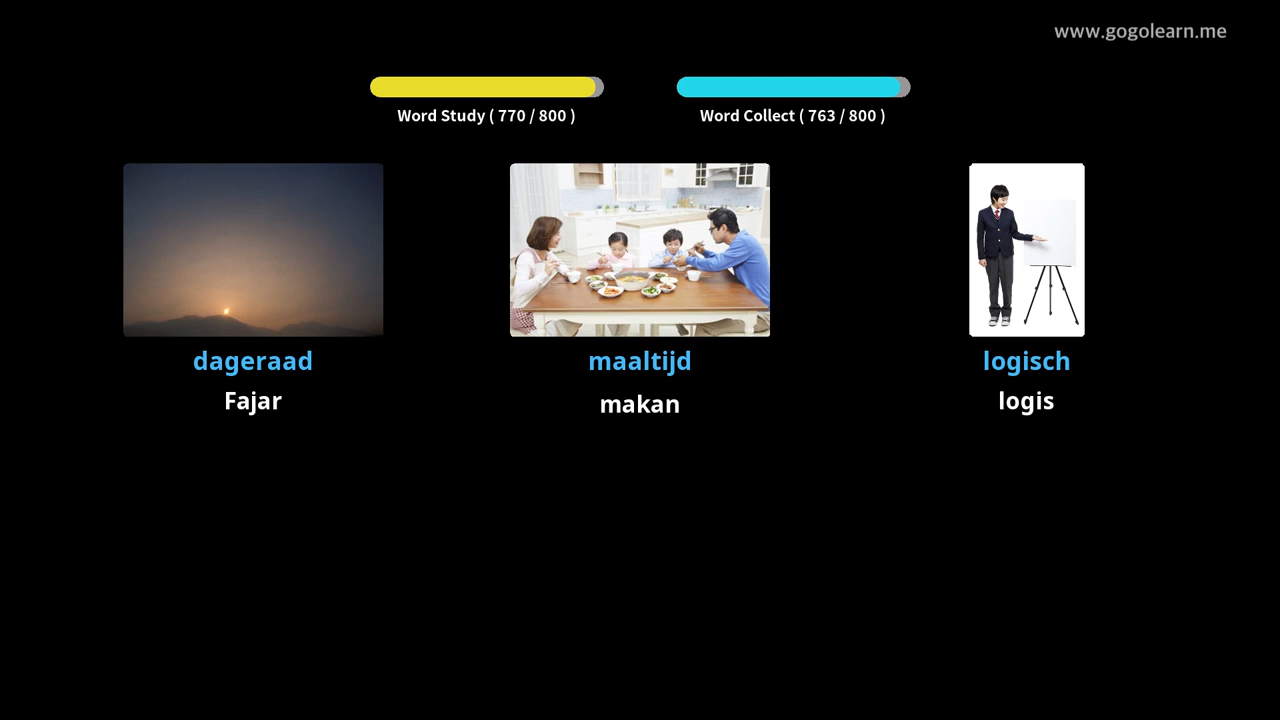 www.gogolearn.me
Word Study ( 770 / 800 )
Word Collect ( 763 / 800 )
dageraad
maaltijd
logisch
Fajar
makan
logis